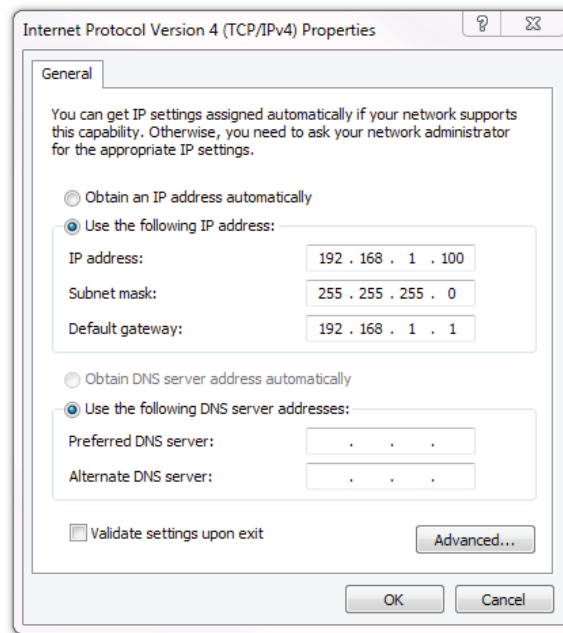 Internet Protocol Version 4 (TCP/IPv4) Properties
General
You can get IP settings assigned automatically if your network supports
this capability. Otherwise, you need to ask your network administrator
for the appropriate IP settings.
Obtain an IP address automatically
Use the following IP address:
IP address: 192 . 168 . 1 . 100
Subnet mask: 255 . 255 . 255 . 0
Default gateway: 192 . 168 . 1 . 1
Obtain DNS server address automatically
Use the following DNS server addresses:
Preferred DNS server: . . .
Alternate DNS server: . . .
Validate settings upon exit
Advanced...
OK Cancel